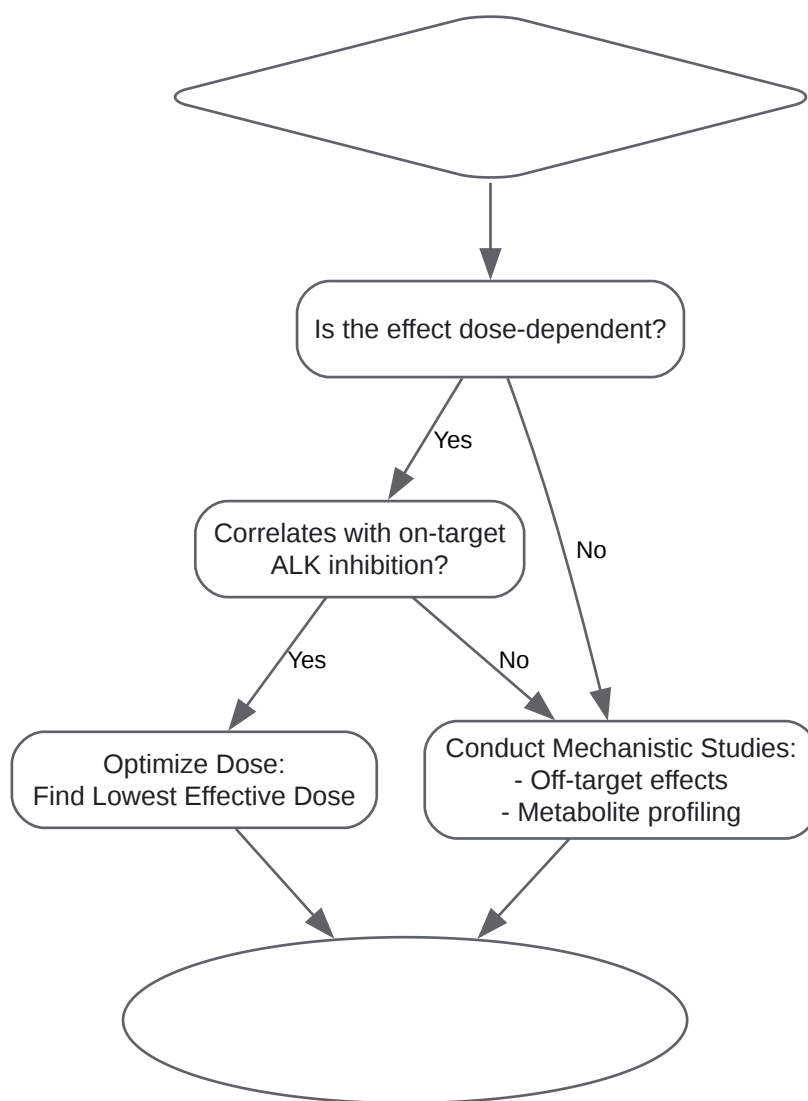 Is the effect dose-dependent?
Yes
Correlates with on-target
ALK inhibition?
No
Yes
No
Optimize Dose:
Find Lowest Effective Dose
Conduct Mechanistic Studies:
- Off-target effects
- Metabolite profiling